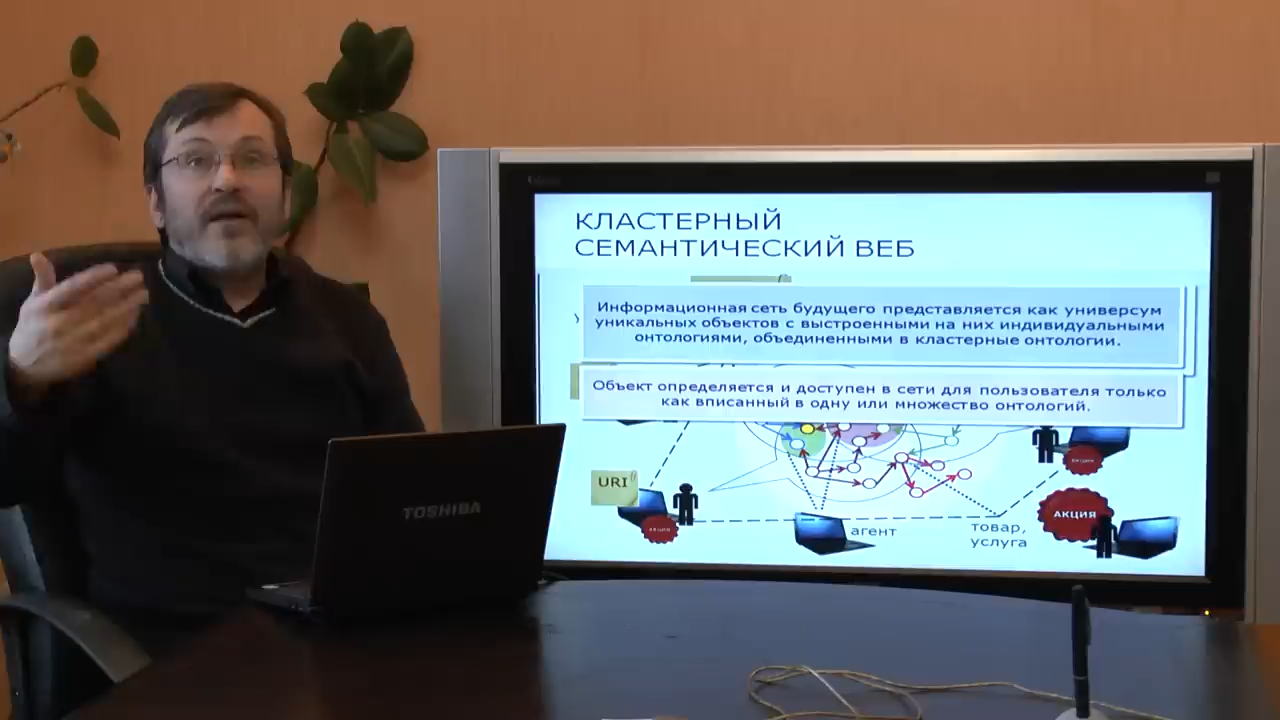 КЛАСТЕРНЫЙ
СЕМАНТИЧЕСКИЙ ВЕБ
Информационная сеть будущего представляется как универсум
уникальных объектов с выстроенными на них индивидуальными
онтологиями, объединенными в кластерные онтологии.
Объект определяется и доступен в сети для пользователя только
как вписанный в одну или множество онтологий.
URI
АКЦИЯ
агент
товар,
услуга
АКЦИЯ
АКЦИЯ
TOSHIBA